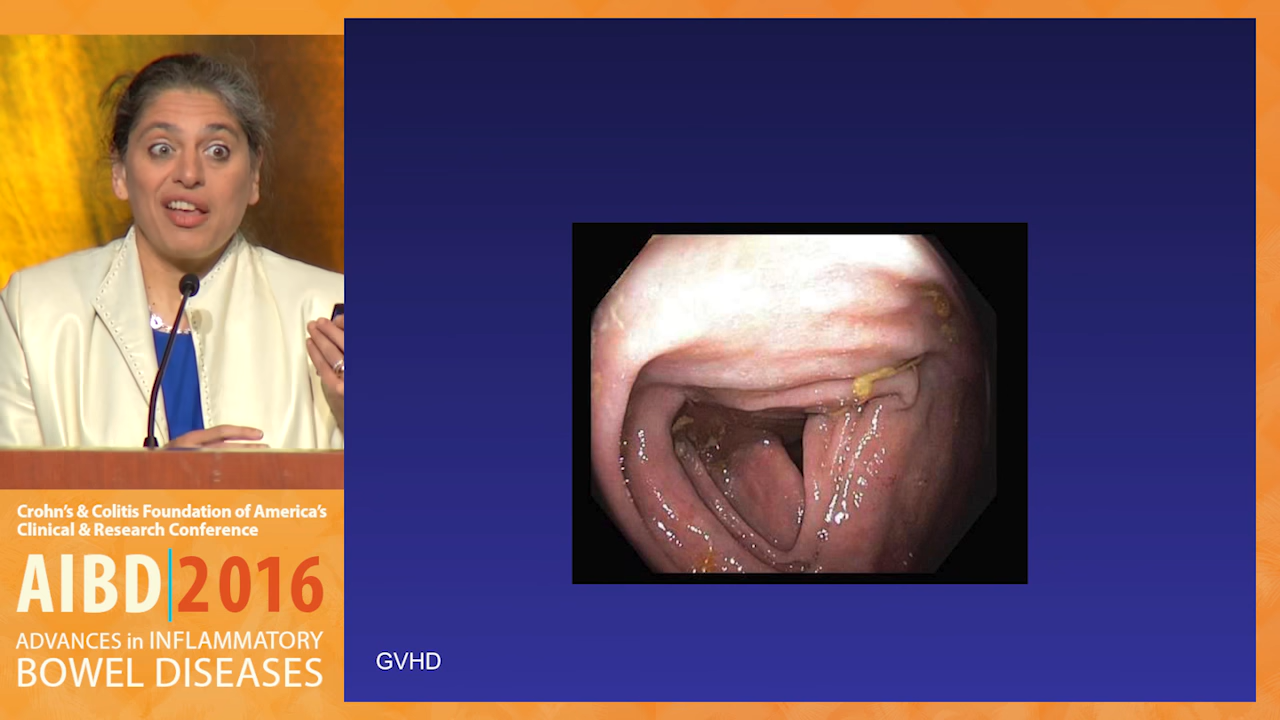 Crohn's & Colitis Foundation of America's
Clinical & Research Conference
AIBD|2016
ADVANCES in INFLAMMATORY
BOWEL DISEASES
GVHD